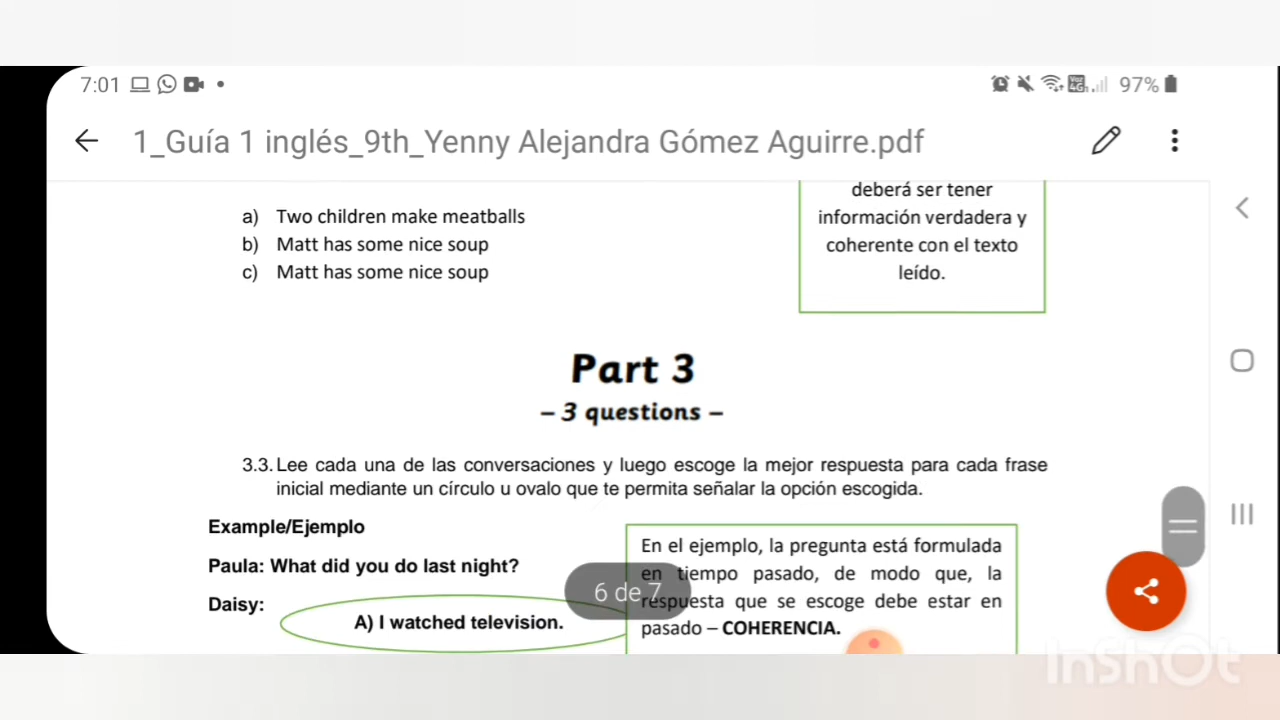 7:01
97%
1_Guía 1 inglés_9th_Yenny Alejandra Gómez Aguirre.pdf
a) Two children make meatballs
b) Matt has some nice soup
c) Matt has some nice soup
deberá ser tener
información verdadera y
coherente con el texto
leído.
Part 3
– 3 questions –
3.3. Lee cada una de las conversaciones y luego escoge la mejor respuesta para cada frase
inicial mediante un círculo u ovalo que te permita señalar la opción escogida.
Example/Ejemplo
Paula: What did you do last night?
Daisy:
A) I watched television.
En el ejemplo, la pregunta está formulada
en tiempo pasado, de modo que, la
respuesta que se escoge debe estar en
pasado – COHERENCIA.
6 de 7
InShOt